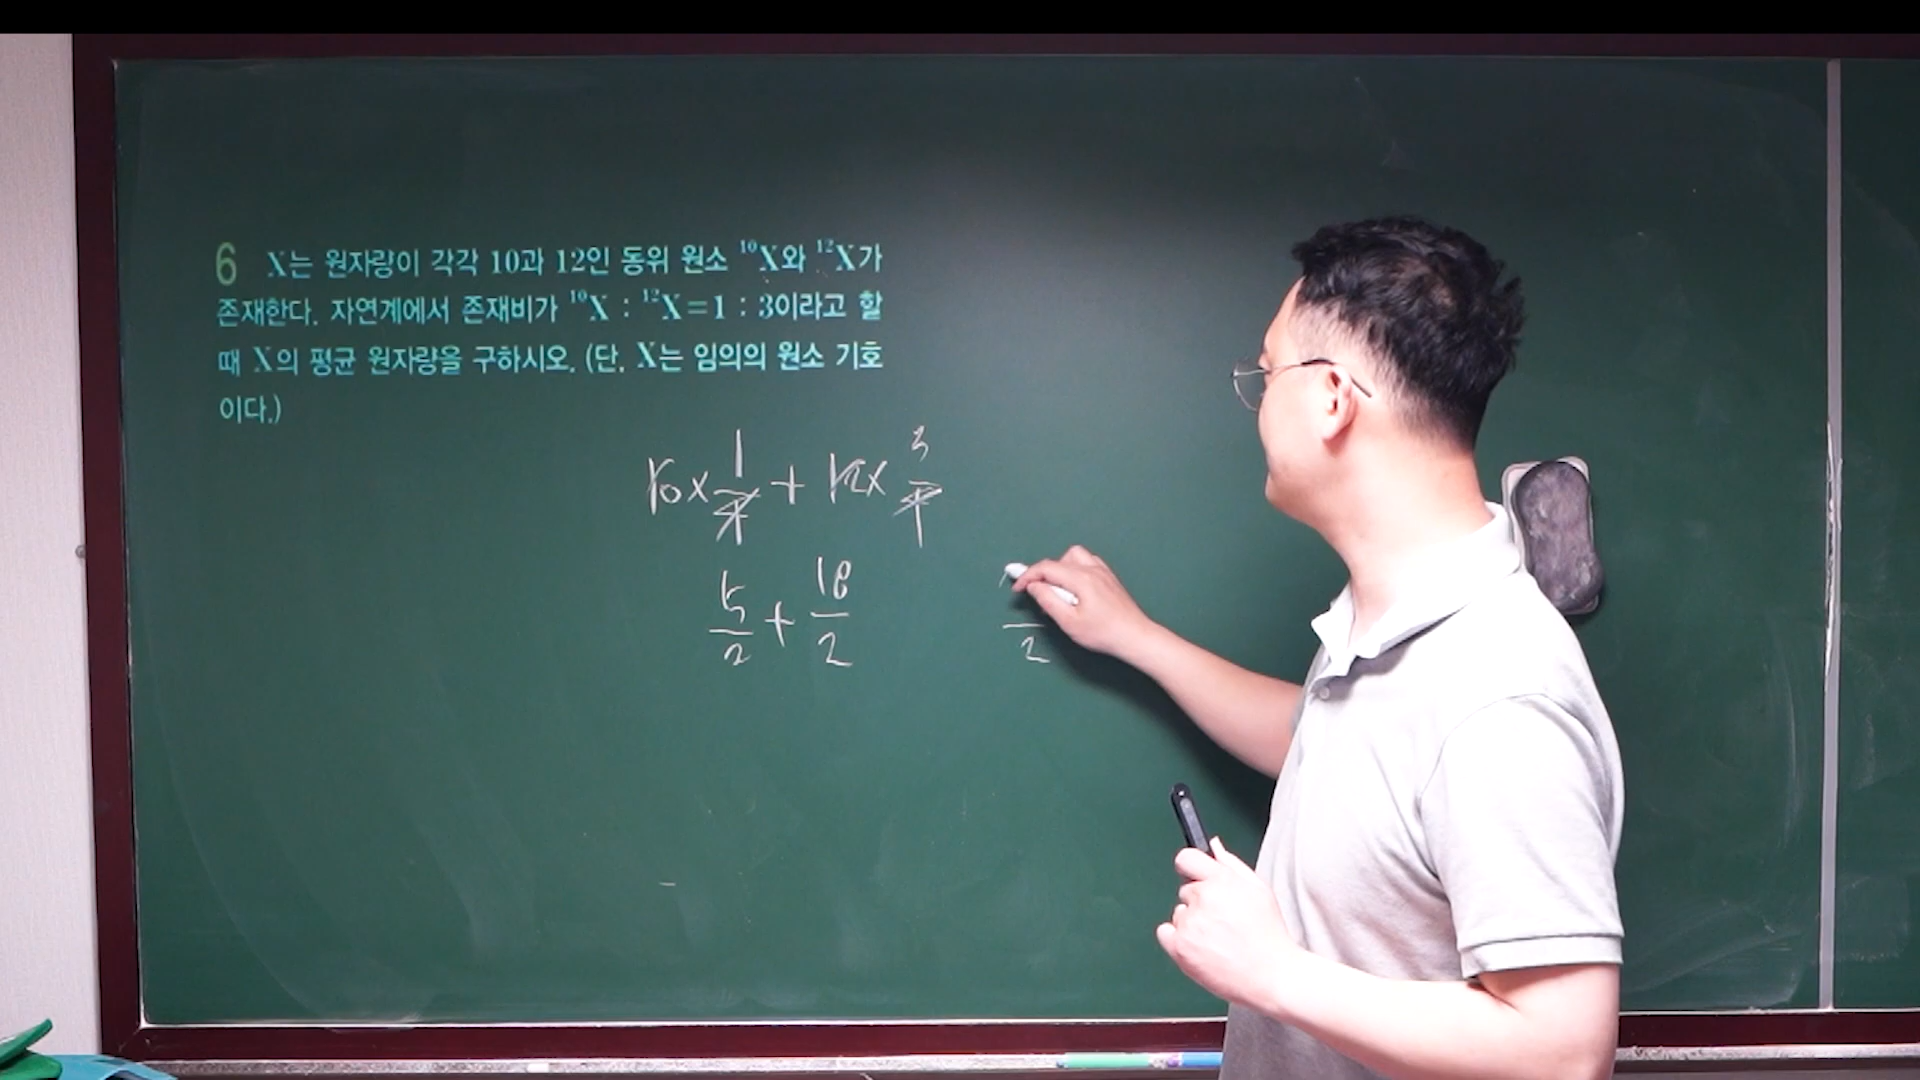 6 X는 원자량이 각각 10과 12인 동위 원소 ¹⁰X와 ¹²X가
존재한다. 자연계에서 존재비가 ¹⁰X : ¹²X=1 : 3이라고 할
때 X의 평균 원자량을 구하시오. (단, X는 임의의 원소 기호
이다.)
10×1/4 + 12×3/4
5/2 + 18/2
/2